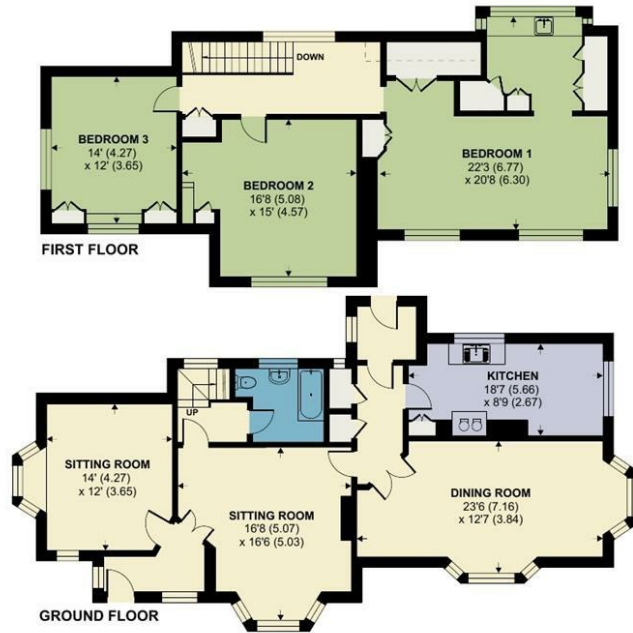 DOWN
BEDROOM 3
14' (4.27)
x 12' (3.65)
BEDROOM 2
16'8 (5.08)
x 15' (4.57)
BEDROOM 1
22'3 (6.77)
x 20'8 (6.30)
FIRST FLOOR
KITCHEN
18'7 (5.66)
x 8'9 (2.67)
UP
SITTING ROOM
14' (4.27)
x 12' (3.65)
SITTING ROOM
16'8 (5.07)
x 16'6 (5.03)
DINING ROOM
23'6 (7.16)
x 12'7 (3.84)
GROUND FLOOR